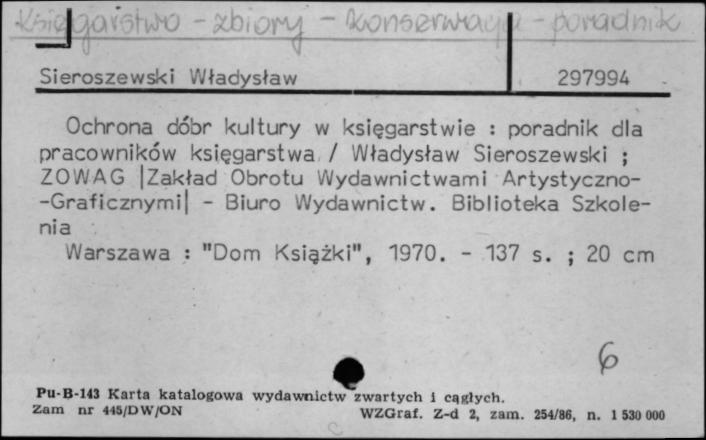 Księgarstwo - zbiory - konserwacja - poradnik
Sieroszewski Władysław 297994
Ochrona dóbr kultury w księgarstwie : poradnik dla
pracowników księgarstwa / Władysław Sieroszewski ;
ZOWAG |Zakład Obrotu Wydawnictwami Artystyczno-
-Graficznymi| - Biuro Wydawnictw. Biblioteka Szkole-
nia
Warszawa : "Dom Książki", 1970. - 137 s. ; 20 cm
6
Pu-B-143 Karta katalogowa wydawnictw zwartych i cągłych.
Zam nr 445/DW/ON WZGraf. Z-d 2, zam. 254/86, n. 1 530 000